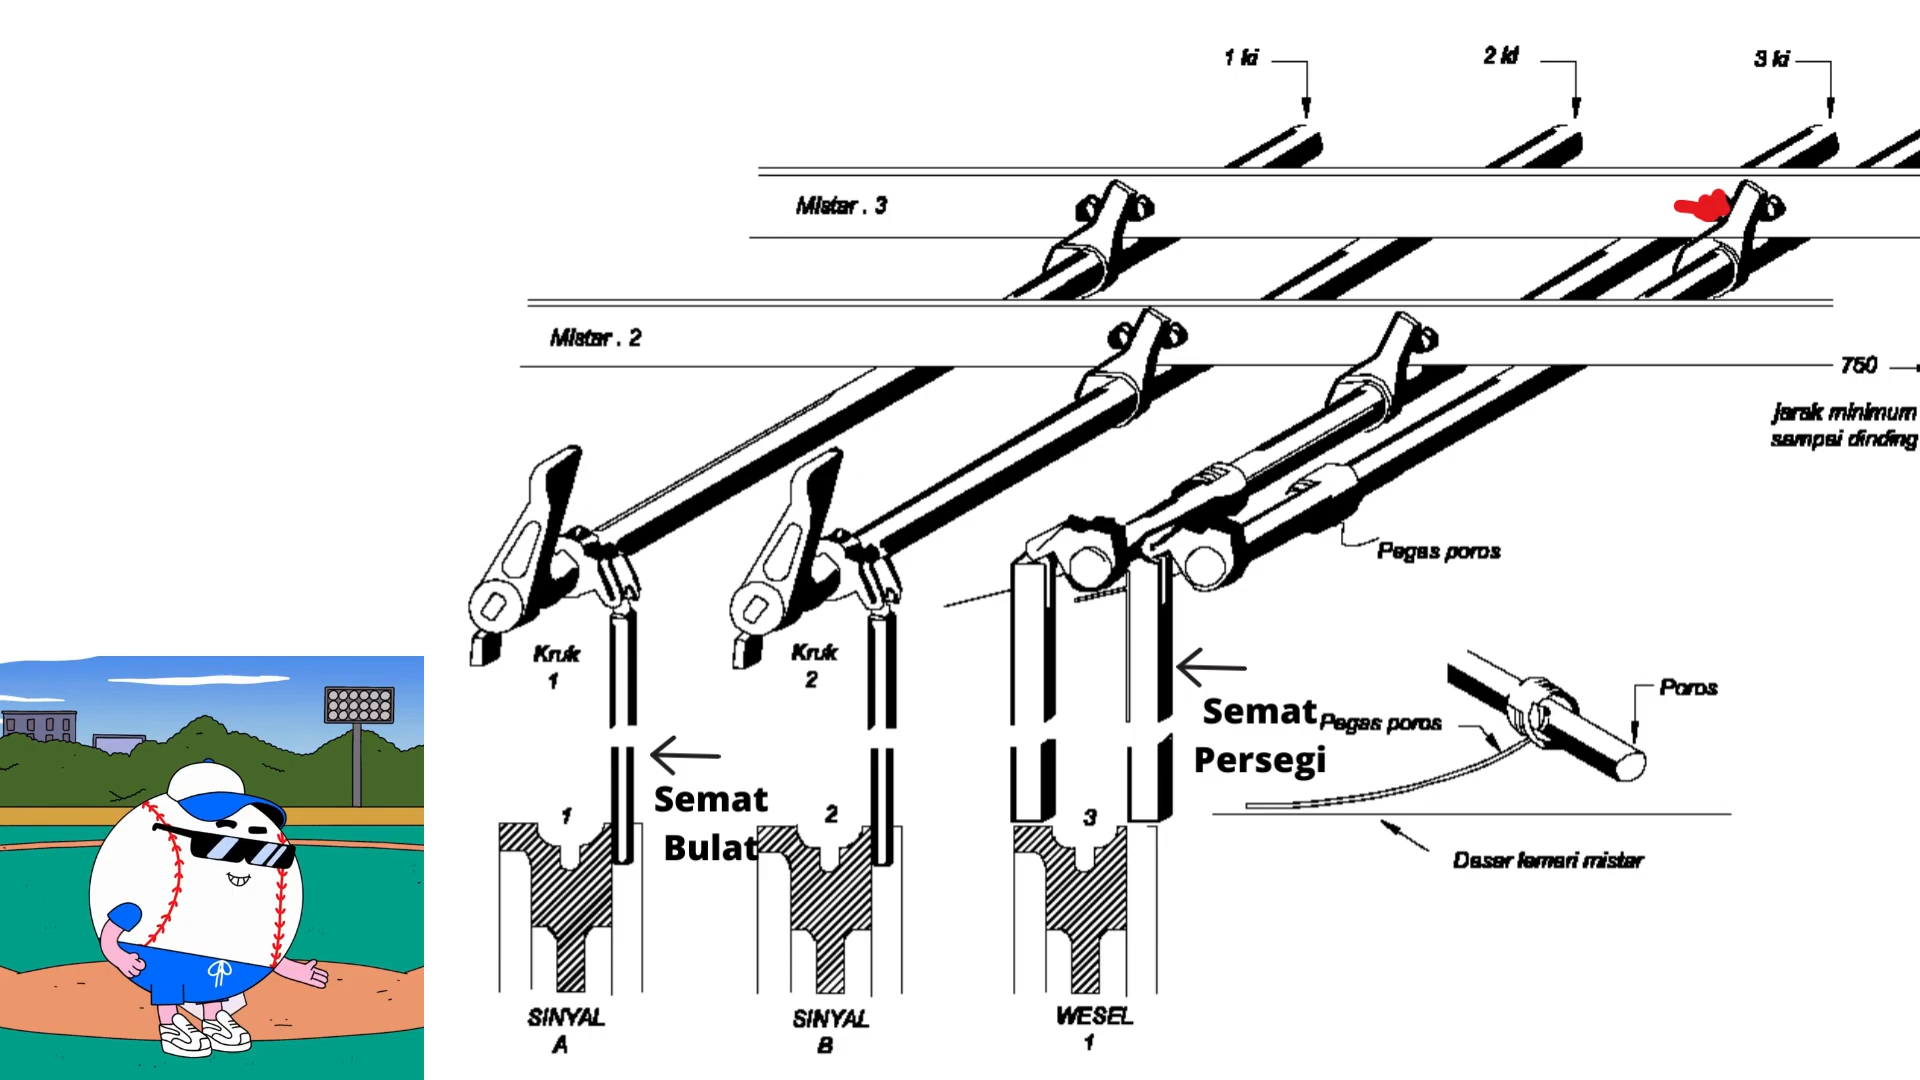 1 ki
2 kl
3 ki
Mistar . 3
Mistar . 2
750
jarak minimum
sampai dinding
Pegas poros
Kruk
1
Kruk
2
Poros
Semat
Persegi
Pegas poros
Semat
Bulat
1
2
3
Dasar lemari mistar
SINYAL
A
SINYAL
B
WESEL
1